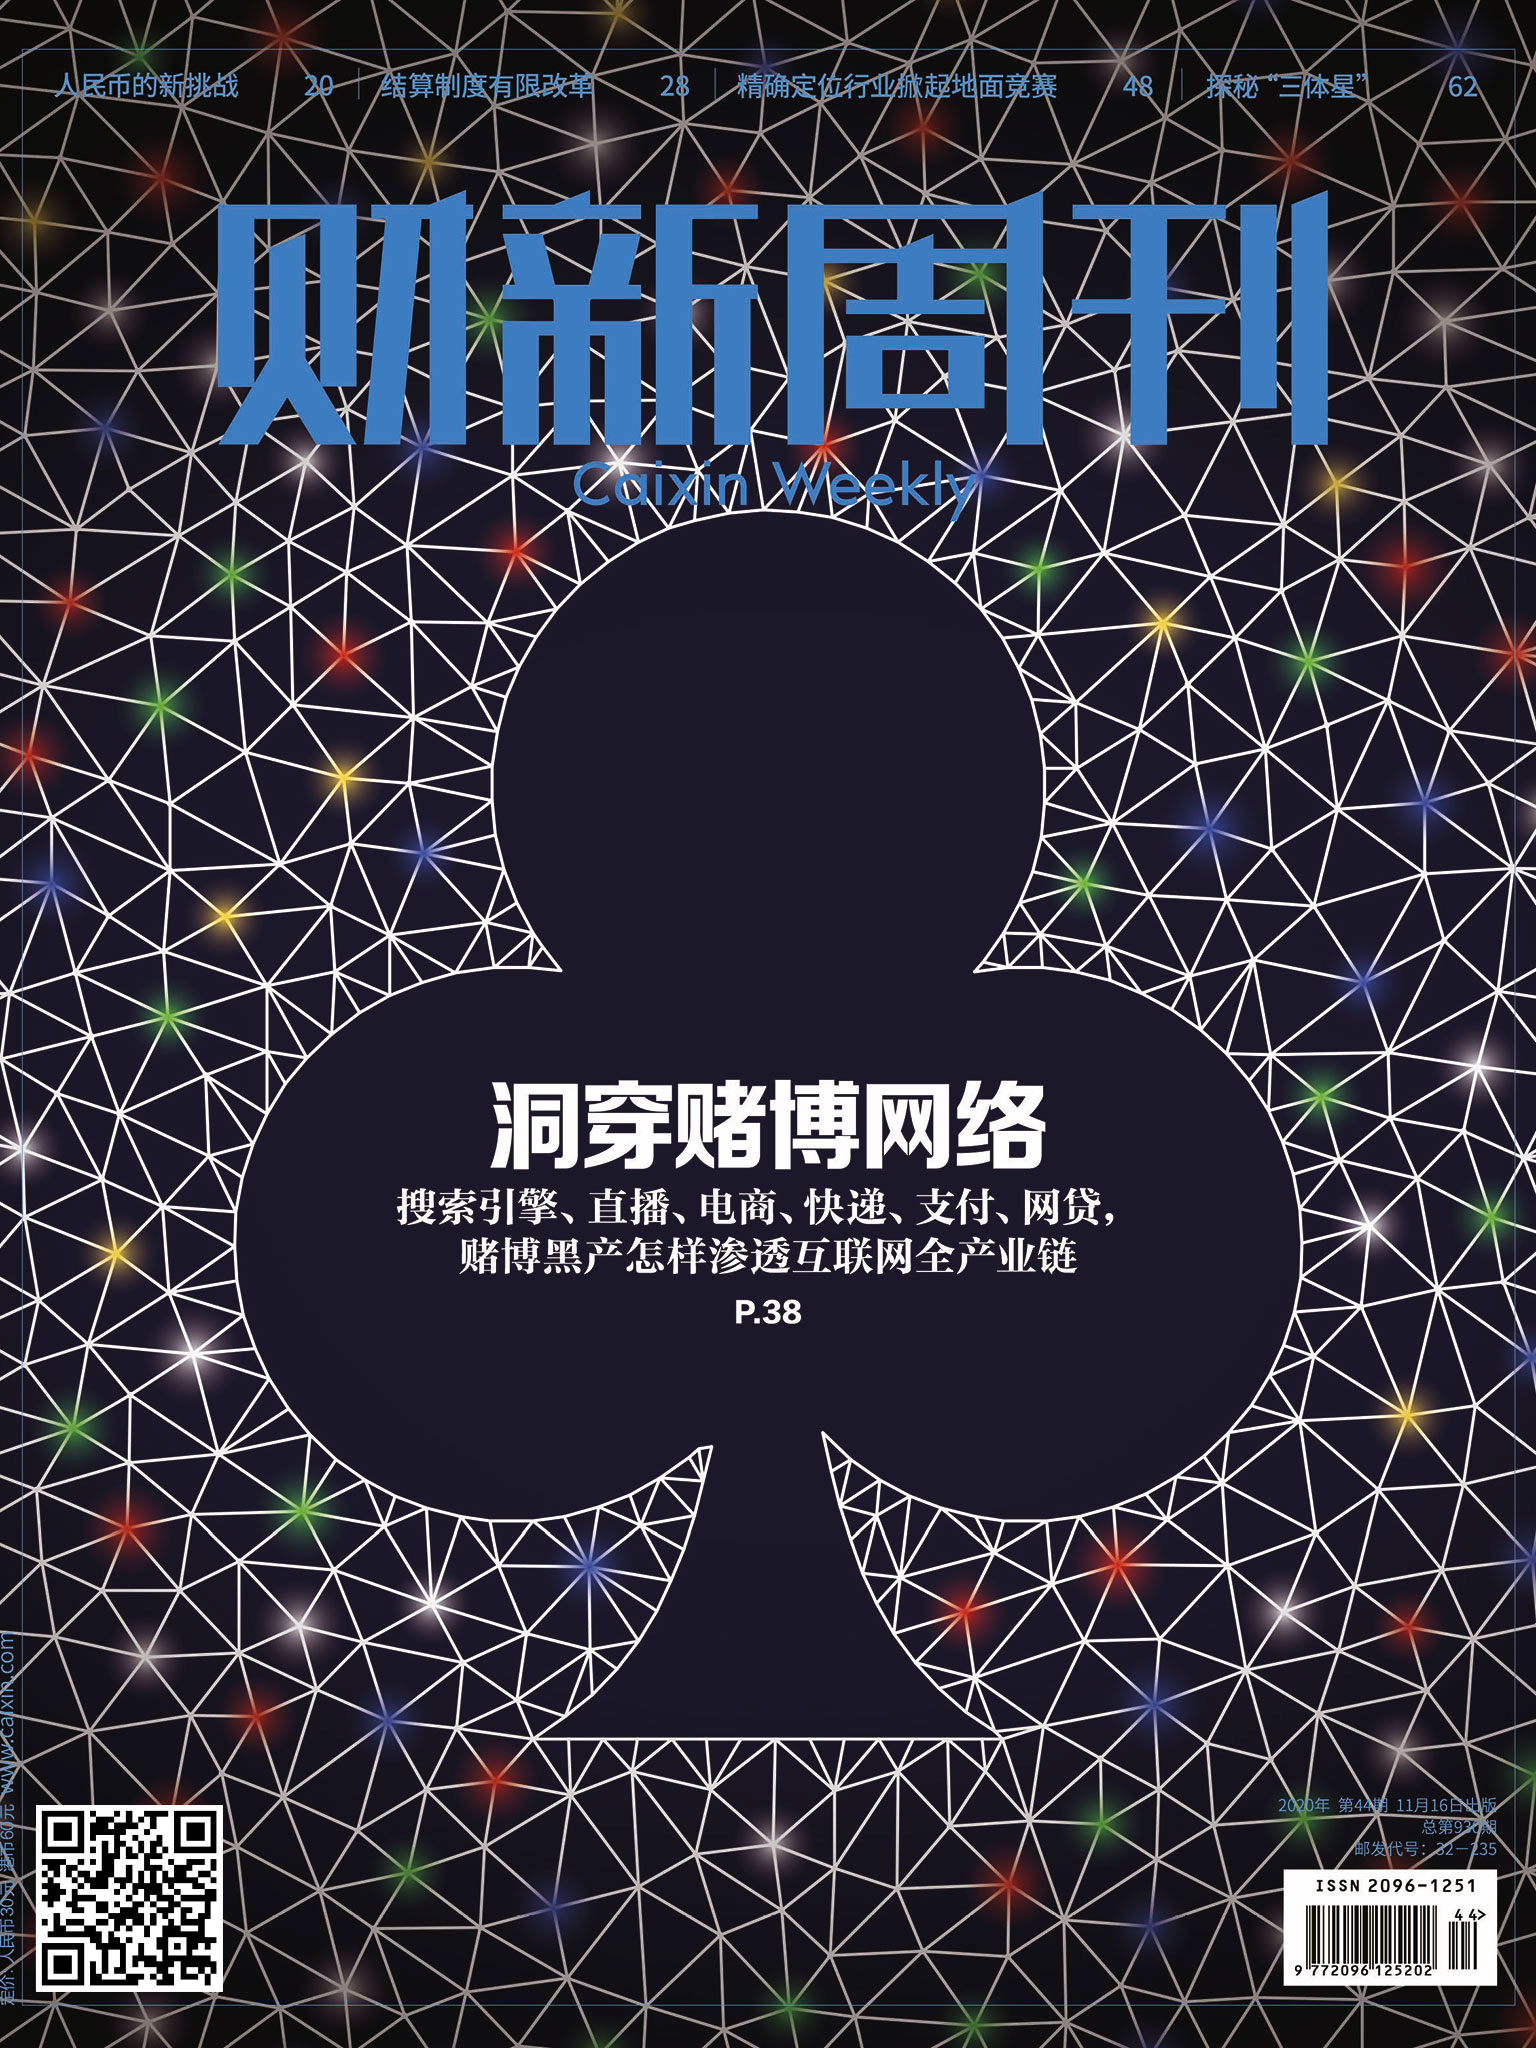 人民币的新挑战 20 结算制度有限改革 28 精确定位行业掀起地面竞赛 48 探秘“三体星” 62
财新周刊
Caixin Weekly
洞穿赌博网络
搜索引擎、直播、电商、快递、支付、网贷，
赌博黑产怎样渗透互联网全产业链
P.38
定价：人民币30元 港币60元 www.caixin.com
2020年 第44期 11月16日出版
总第930期
邮发代号：32－235
ISSN 2096-1251
44>
9 772096 125202